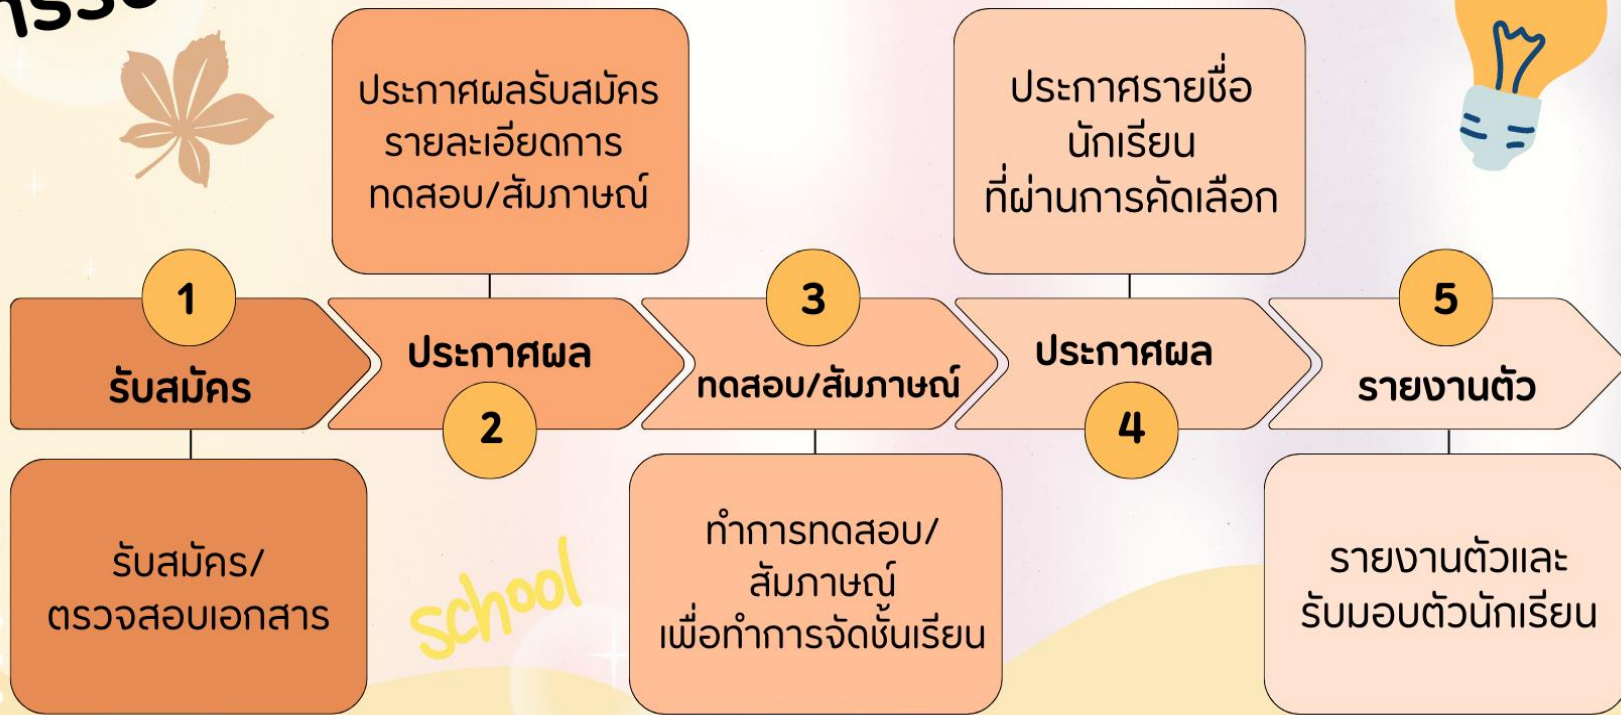 ประกาศผลรับสมัคร
รายละเอียดการ
ทดสอบ/สัมภาษณ์
ประกาศรายชื่อ
นักเรียน
ที่ผ่านการคัดเลือก
1
รับสมัคร
ประกาศผล
2
3
ทดสอบ/สัมภาษณ์
ประกาศผล
4
5
รายงานตัว
รับสมัคร/
ตรวจสอบเอกสาร
school
ทำการทดสอบ/
สัมภาษณ์
เพื่อทำการจัดชั้นเรียน
รายงานตัวและ
รับมอบตัวนักเรียน